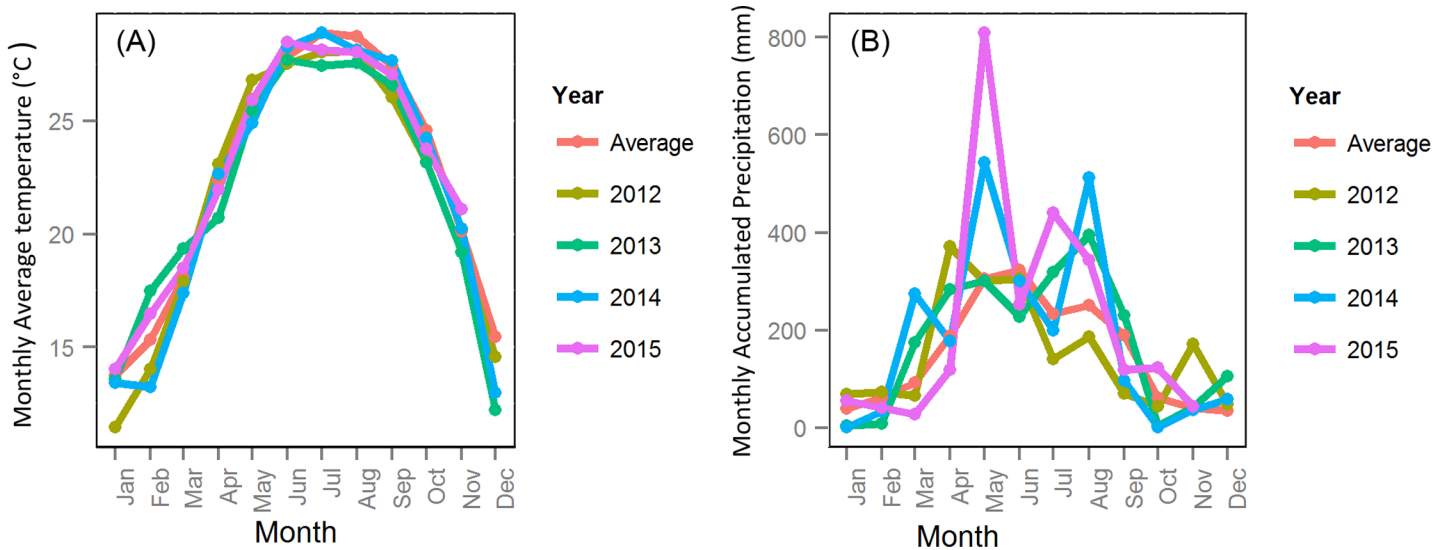 (A)
Monthly Average temperature (°C)
25
20
15
Jan
Feb
Mar
Apr
May
Jun
Jul
Aug
Sep
Oct
Nov
Dec
Month
Year
Average
2012
2013
2014
2015
(B)
Monthly Accumulated Precipitation (mm)
800
600
400
200
0
Jan
Feb
Mar
Apr
May
Jun
Jul
Aug
Sep
Oct
Nov
Dec
Month
Year
Average
2012
2013
2014
2015